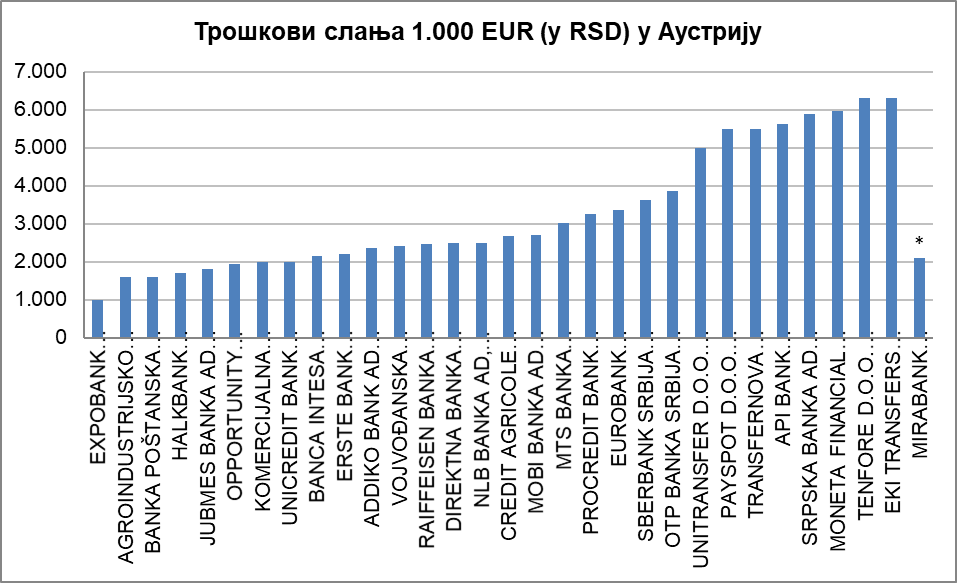 Трошкови слања 1.000 EUR (у RSD) у Аустрију
7.000
6.000
5.000
4.000
3.000
2.000
1.000
0
*
EXPOBANK…
AGROINDUSTRIJSKO…
BANKA POŠTANSKA…
HALKBANK…
JUBMES BANKA AD…
OPPORTUNITY…
KOMERCIJALNA…
UNICREDIT BANK…
BANCA INTESA…
ERSTE BANK…
ADDIKO BANK AD…
VOJVOĐANSKA…
RAIFFEISEN BANKA…
DIREKTNA BANKA…
NLB BANKA AD,…
CREDIT AGRICOLE…
MOBI BANKA AD…
MTS BANKA…
PROCREDIT BANK…
EUROBANK…
SBERBANK SRBIJA…
OTP BANKA SRBIJA…
UNITRANSFER D.O.O…
PAYSPOT D.O.O…
TRANSFERNOVA…
API BANK…
SRPSKA BANKA AD…
MONETA FINANCIAL…
TENFORE D.O.O…
EKI TRANSFERS…
MIRABANK…